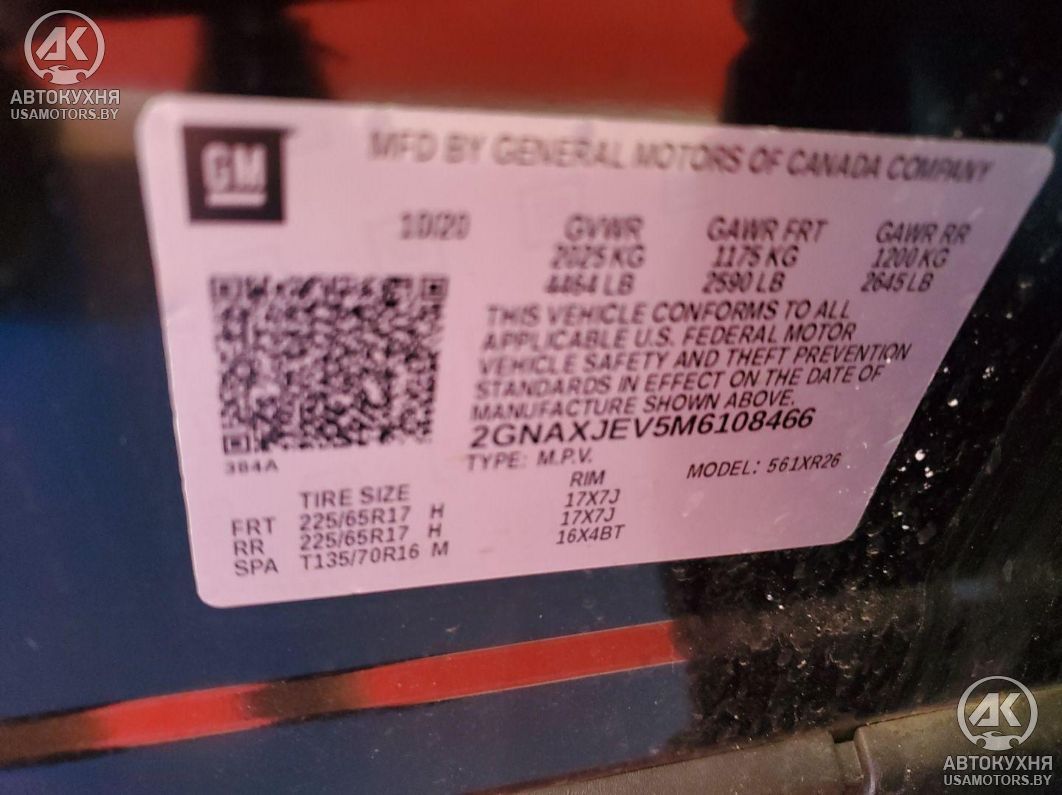 АК
АВТОКУХНЯ
USAMOTORS.BY
GM
MFD BY GENERAL MOTORS OF CANADA COMPANY
10/20 GVWR GAWR FRT GAWR RR
2025 KG 1175 KG 1200 KG
4464 LB 2590 LB 2645 LB
THIS VEHICLE CONFORMS TO ALL
APPLICABLE U.S. FEDERAL MOTOR
VEHICLE SAFETY AND THEFT PREVENTION
STANDARDS IN EFFECT ON THE DATE OF
MANUFACTURE SHOWN ABOVE.
2GNAXJEV5M6108466
TYPE: M.P.V. MODEL: 561XR26
384A
TIRE SIZE RIM
FRT 225/65R17 H 17X7J
RR 225/65R17 H 17X7J
SPA T135/70R16 M 16X4BT
АК
АВТОКУХНЯ
USAMOTORS.BY